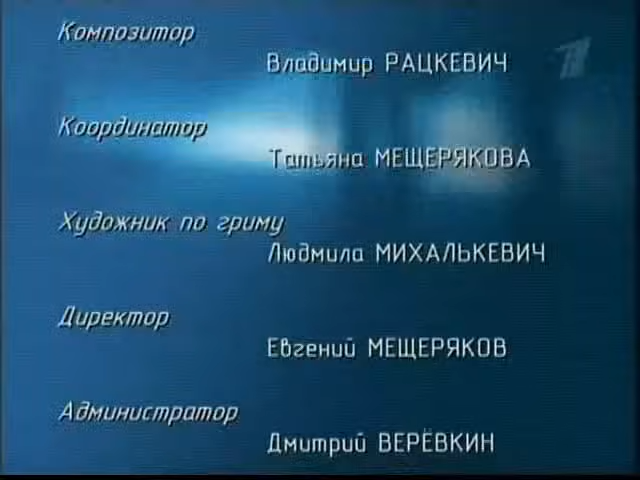 Композитор
Владимир РАЦКЕВИЧ
Координатор
Татьяна МЕЩЕРЯКОВА
Художник по гриму
Людмила МИХАЛЬКЕВИЧ
Директор
Евгений МЕЩЕРЯКОВ
Администратор
Дмитрий ВЕРЁВКИН